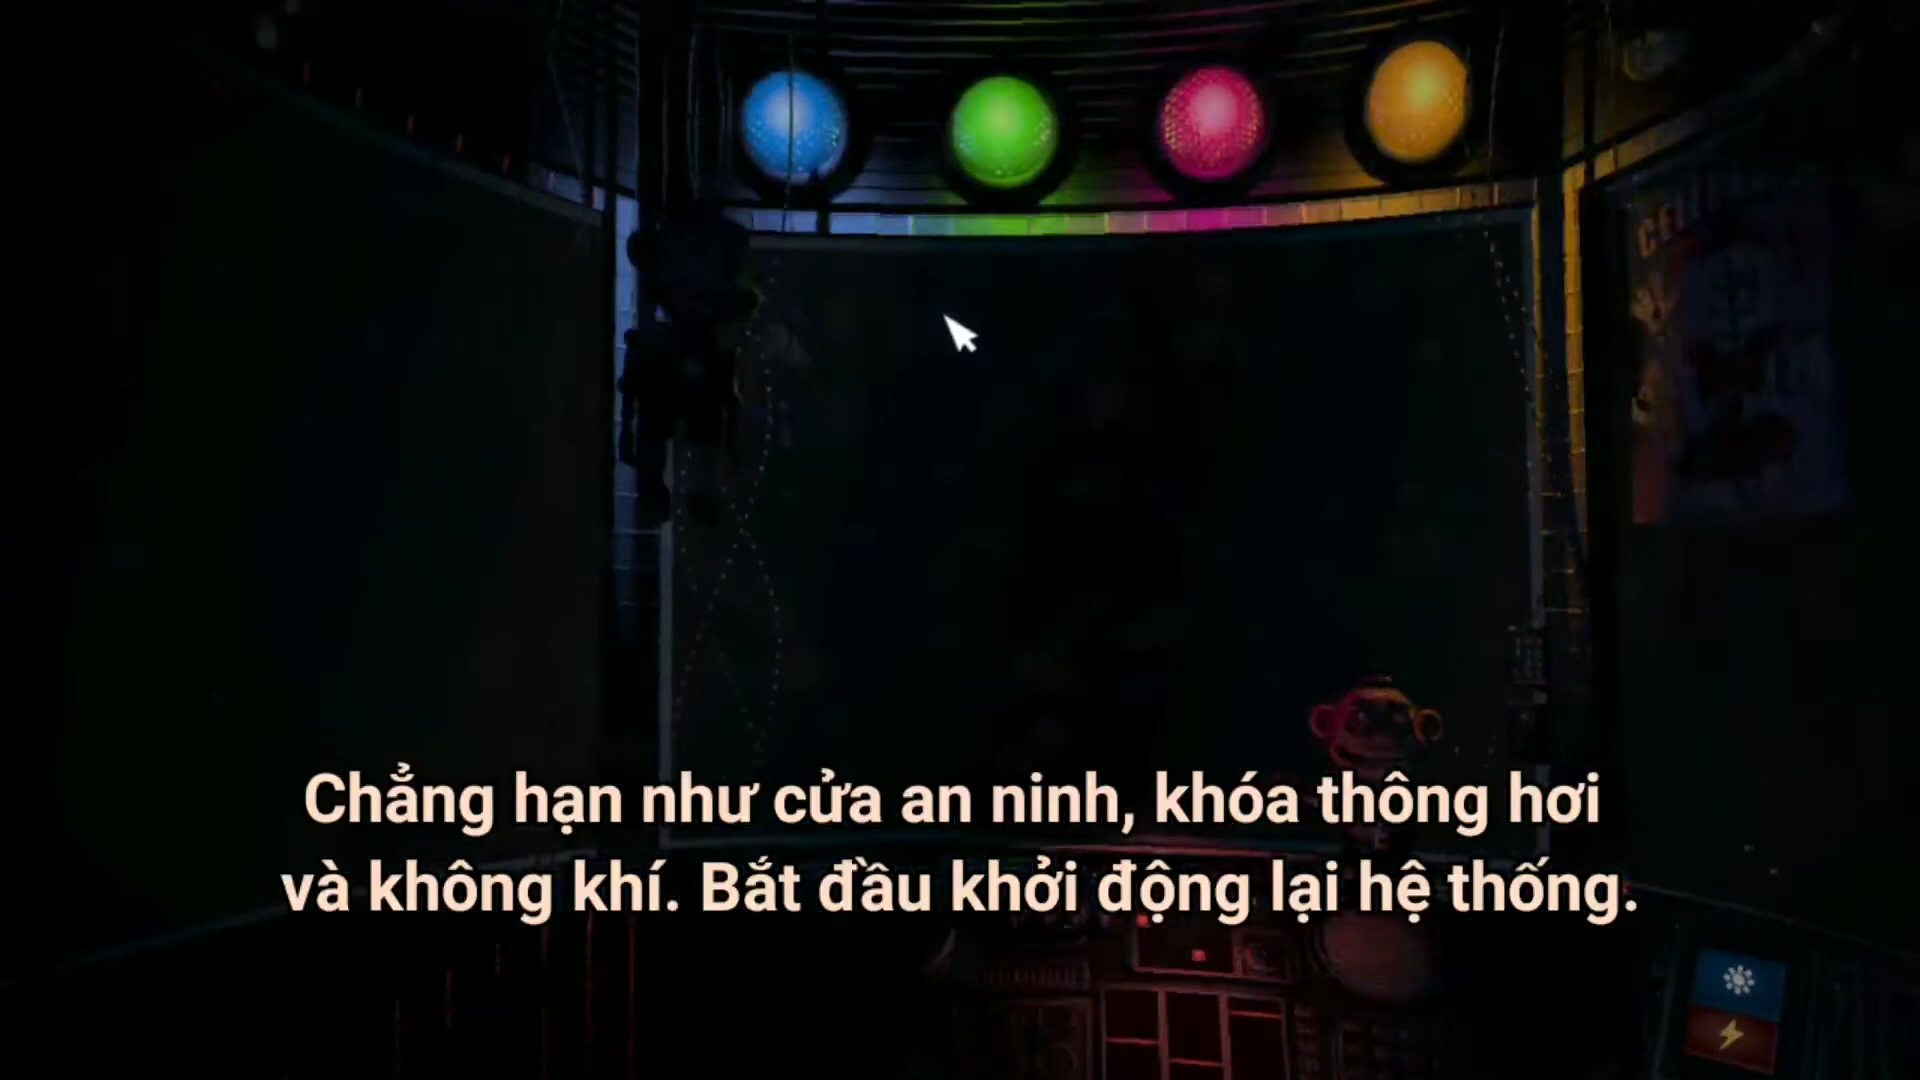 Chẳng hạn như cửa an ninh, khóa thông hơi
và không khí. Bắt đầu khởi động lại hệ thống.